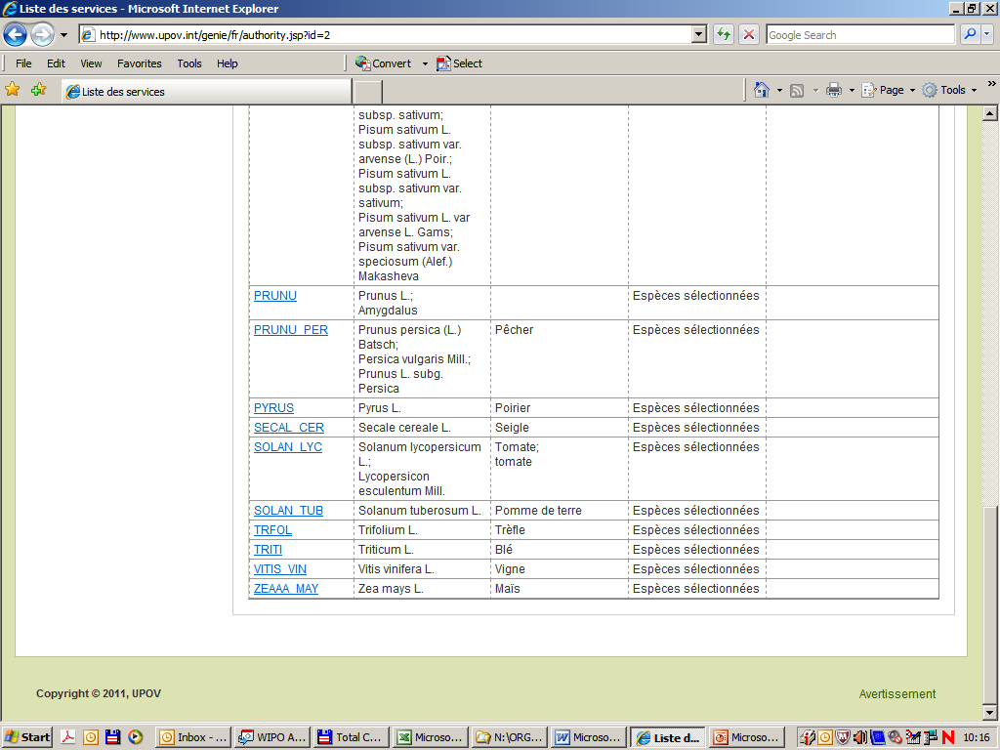 Liste des services - Microsoft Internet Explorer
http://www.upov.int/genie/fr/authority.jsp?id=2
Google Search
File Edit View Favorites Tools Help
Convert Select
Liste des services
Page Tools
subsp. sativum;
Pisum sativum L.
subsp. sativum var.
arvense (L.) Poir.;
Pisum sativum L.
subsp. sativum var.
sativum;
Pisum sativum L. var
arvense L. Gams;
Pisum sativum var.
speciosum (Alef.)
Makasheva
PRUNU Prunus L.; Espèces sélectionnées
Amygdalus
PRUNU_PER Prunus persica (L.) Pêcher Espèces sélectionnées
Batsch;
Persica vulgaris Mill.;
Prunus L. subg.
Persica
PYRUS Pyrus L. Poirier Espèces sélectionnées
SECAL_CER Secale cereale L. Seigle Espèces sélectionnées
SOLAN_LYC Solanum lycopersicum Tomate; Espèces sélectionnées
L.; tomate
Lycopersicon
esculentum Mill.
SOLAN_TUB Solanum tuberosum L. Pomme de terre Espèces sélectionnées
TRFOL Trifolium L. Trèfle Espèces sélectionnées
TRITI Triticum L. Blé Espèces sélectionnées
VITIS_VIN Vitis vinifera L. Vigne Espèces sélectionnées
ZEAAA_MAY Zea mays L. Maïs Espèces sélectionnées
Copyright © 2011, UPOV Avertissement
Start Inbox - ... WIPO A... Total C... Microso... N:\ORG... Microso... Liste d... Microso... 10:16